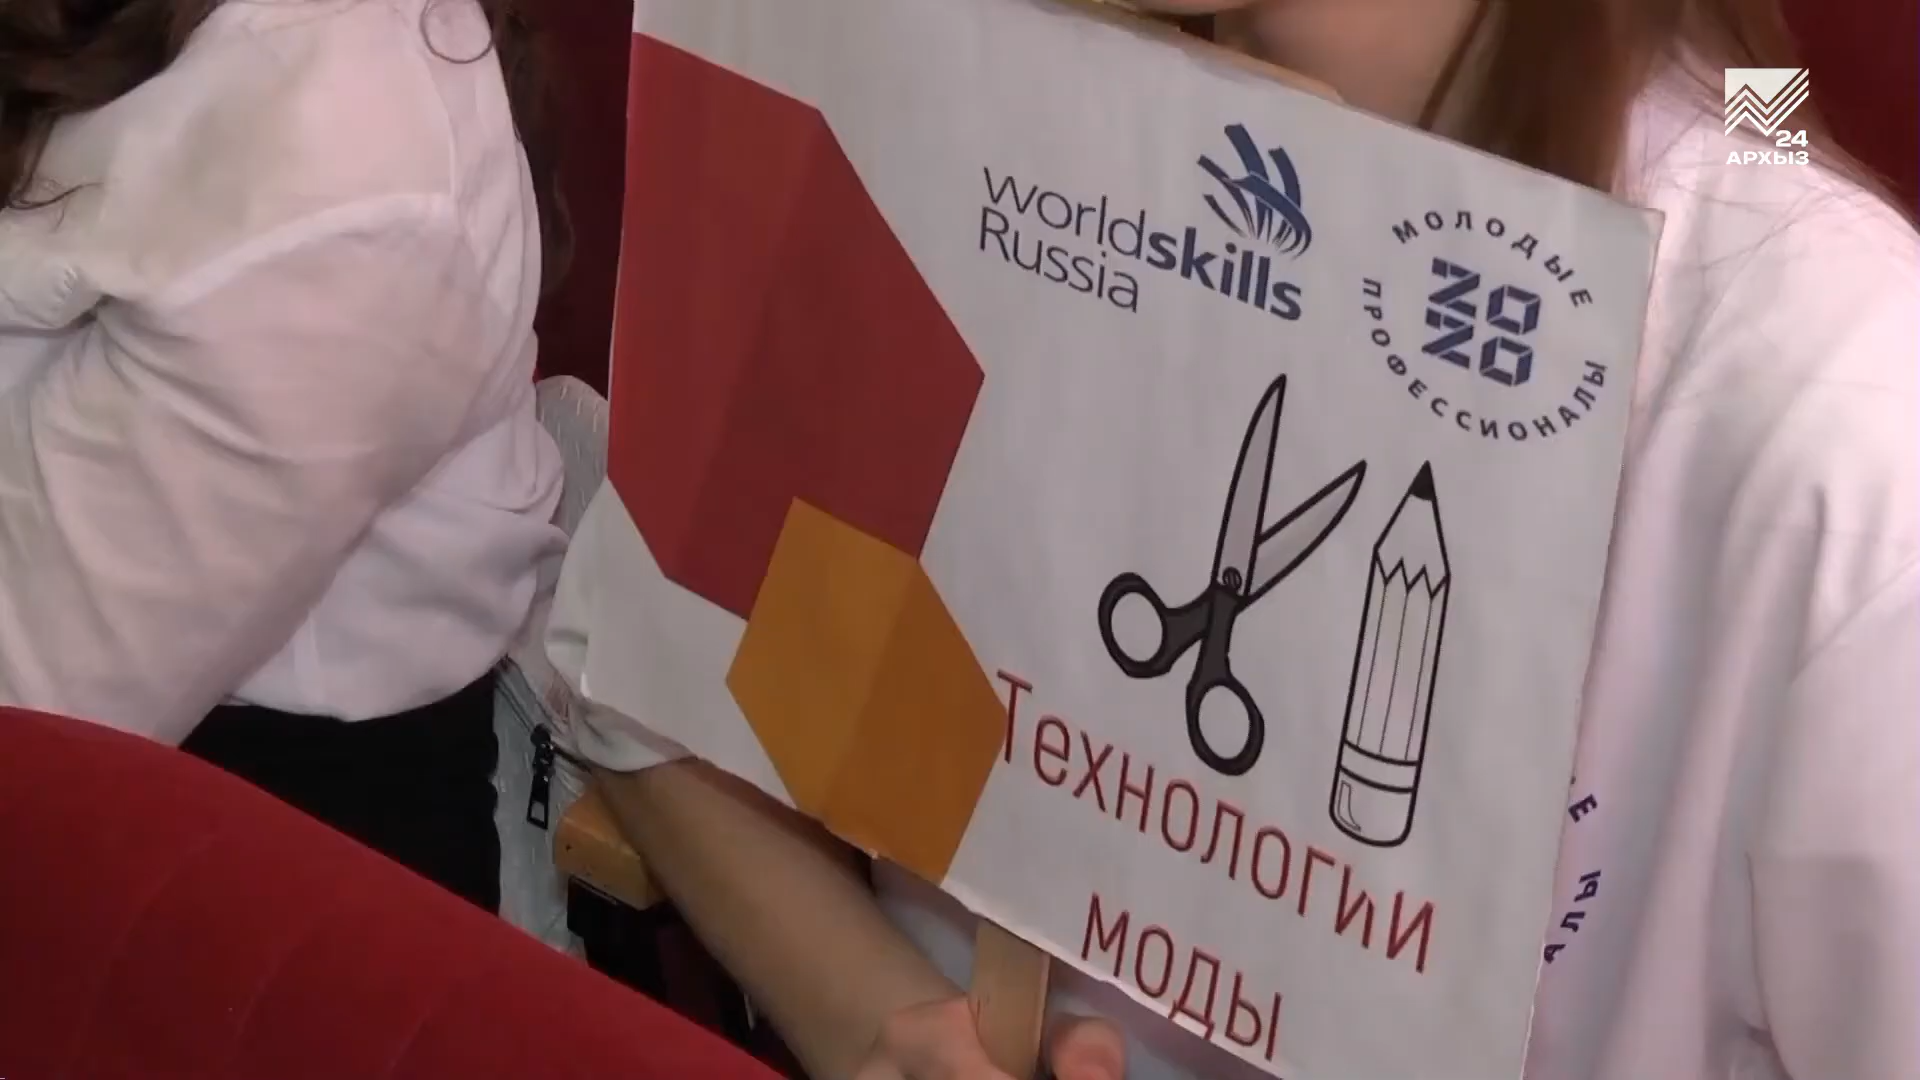 24
АРХЫЗ
worldskills
Russia
МОЛОДЫЕ
ПРОФЕССИОНАЛЫ
2020
Технологии
моды